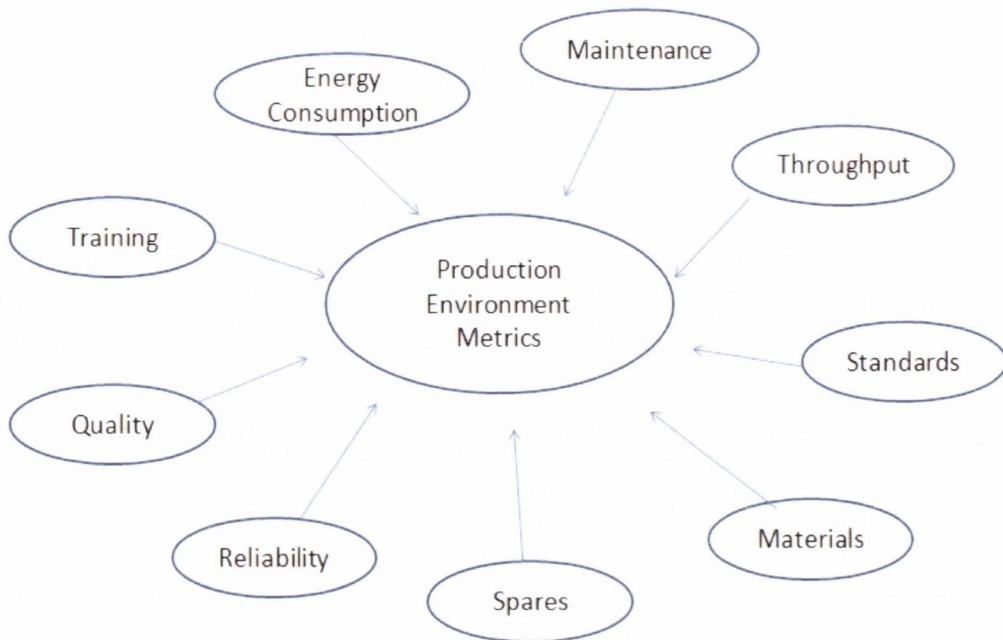 Maintenance
Energy
Consumption
Throughput
Training
Production
Environment
Metrics
Standards
Quality
Materials
Reliability
Spares